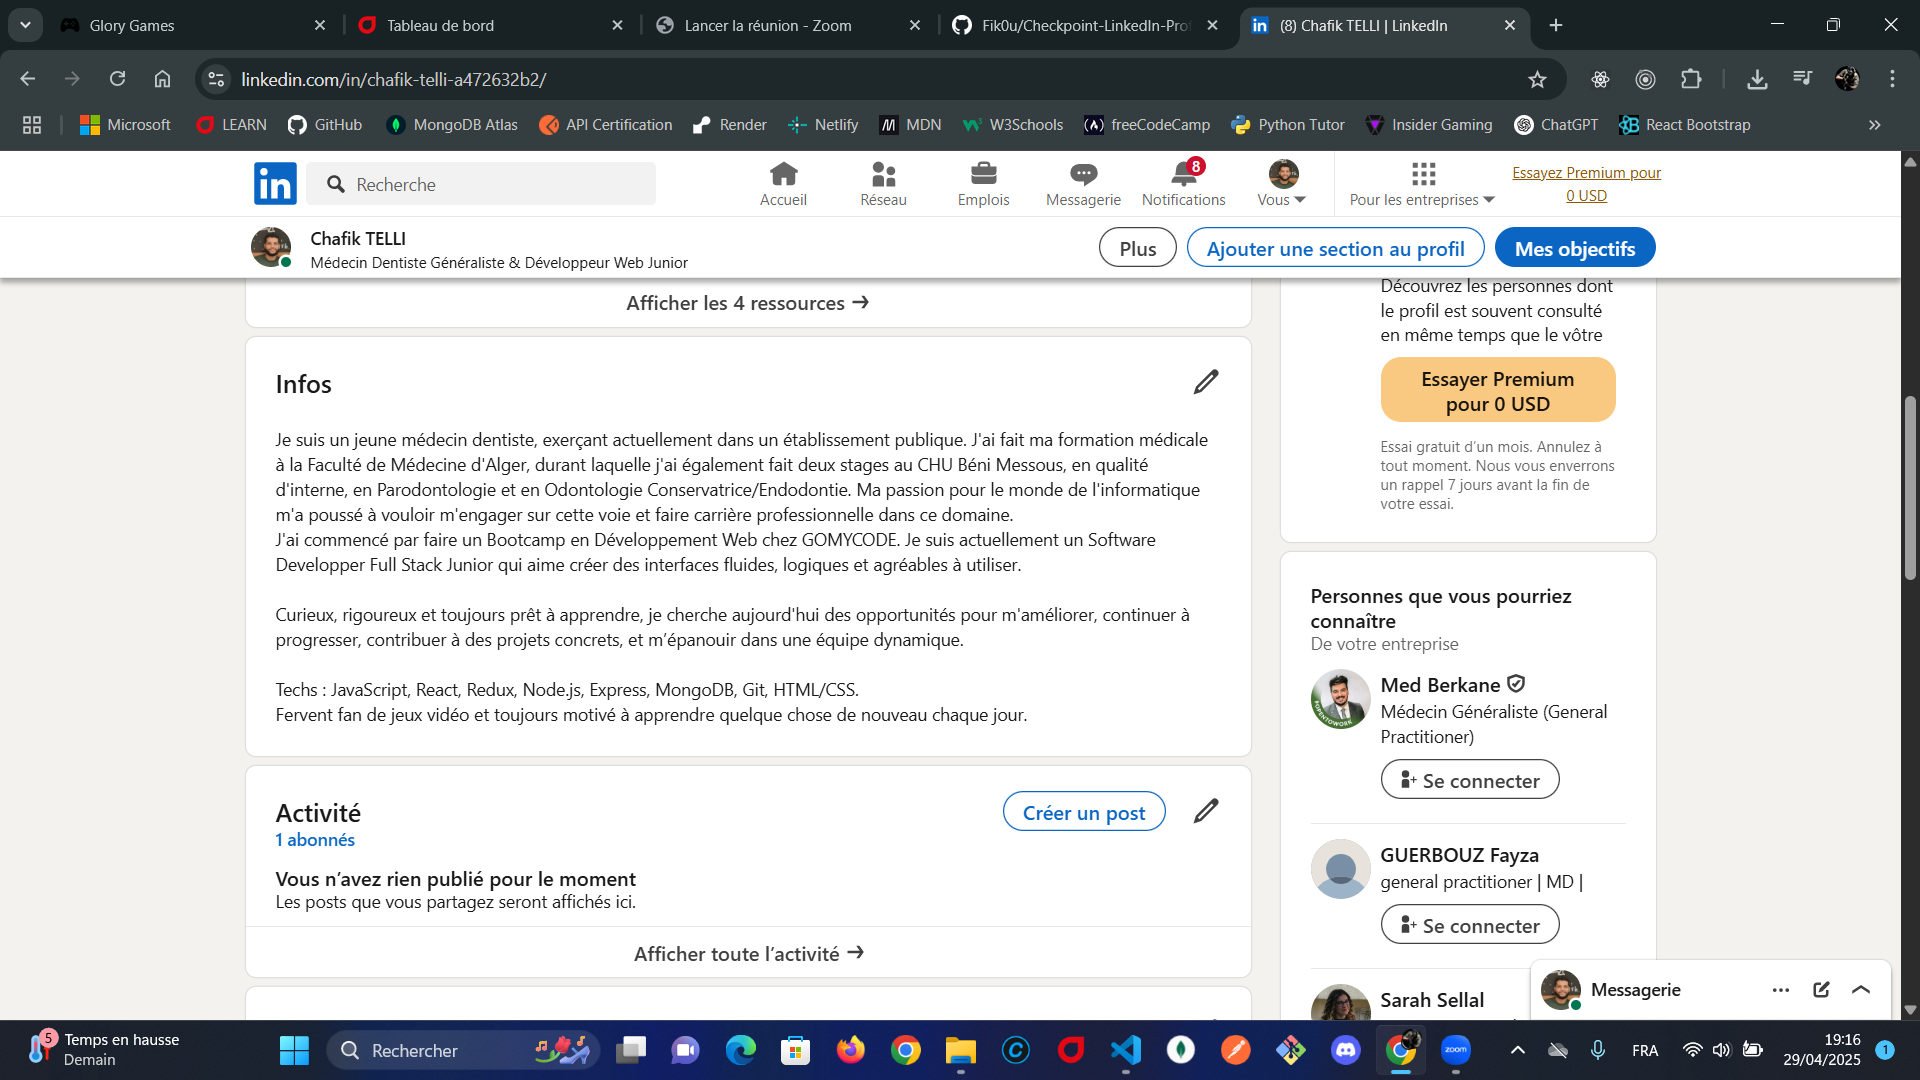 Glory Games
Tableau de bord
Lancer la réunion - Zoom
Fik0u/Checkpoint-LinkedIn-Pro
(8) Chafik TELLI | LinkedIn
linkedin.com/in/chafik-telli-a472632b2/
Microsoft
LEARN
GitHub
MongoDB Atlas
API Certification
Render
Netlify
MDN
W3Schools
freeCodeCamp
Python Tutor
Insider Gaming
ChatGPT
React Bootstrap
in
Recherche
Accueil
Réseau
Emplois
Messagerie
8
Notifications
Vous
Pour les entreprises
Essayez Premium pour
0 USD
Chafik TELLI
Médecin Dentiste Généraliste & Développeur Web Junior
Plus
Ajouter une section au profil
Mes objectifs
Afficher les 4 ressources →
Infos
Je suis un jeune médecin dentiste, exerçant actuellement dans un établissement publique. J'ai fait ma formation médicale
à la Faculté de Médecine d'Alger, durant laquelle j'ai également fait deux stages au CHU Béni Messous, en qualité
d'interne, en Parodontologie et en Odontologie Conservatrice/Endodontie. Ma passion pour le monde de l'informatique
m'a poussé à vouloir m'engager sur cette voie et faire carrière professionnelle dans ce domaine.
J'ai commencé par faire un Bootcamp en Développement Web chez GOMYCODE. Je suis actuellement un Software
Developper Full Stack Junior qui aime créer des interfaces fluides, logiques et agréables à utiliser.
Curieux, rigoureux et toujours prêt à apprendre, je cherche aujourd'hui des opportunités pour m'améliorer, continuer à
progresser, contribuer à des projets concrets, et m’épanouir dans une équipe dynamique.
Techs : JavaScript, React, Redux, Node.js, Express, MongoDB, Git, HTML/CSS.
Fervent fan de jeux vidéo et toujours motivé à apprendre quelque chose de nouveau chaque jour.
Activité
1 abonnés
Créer un post
Vous n’avez rien publié pour le moment
Les posts que vous partagez seront affichés ici.
Afficher toute l’activité →
Découvrez les personnes dont
le profil est souvent consulté
en même temps que le vôtre
Essayer Premium
pour 0 USD
Essai gratuit d’un mois. Annulez à
tout moment. Nous vous enverrons
un rappel 7 jours avant la fin de
votre essai.
Personnes que vous pourriez
connaître
De votre entreprise
Med Berkane
Médecin Généraliste (General
Practitioner)
Se connecter
GUERBOUZ Fayza
general practitioner | MD |
Se connecter
Sarah Sellal
Messagerie
5
Temps en hausse
Demain
Rechercher
zoom
FRA
19:16
29/04/2025
1